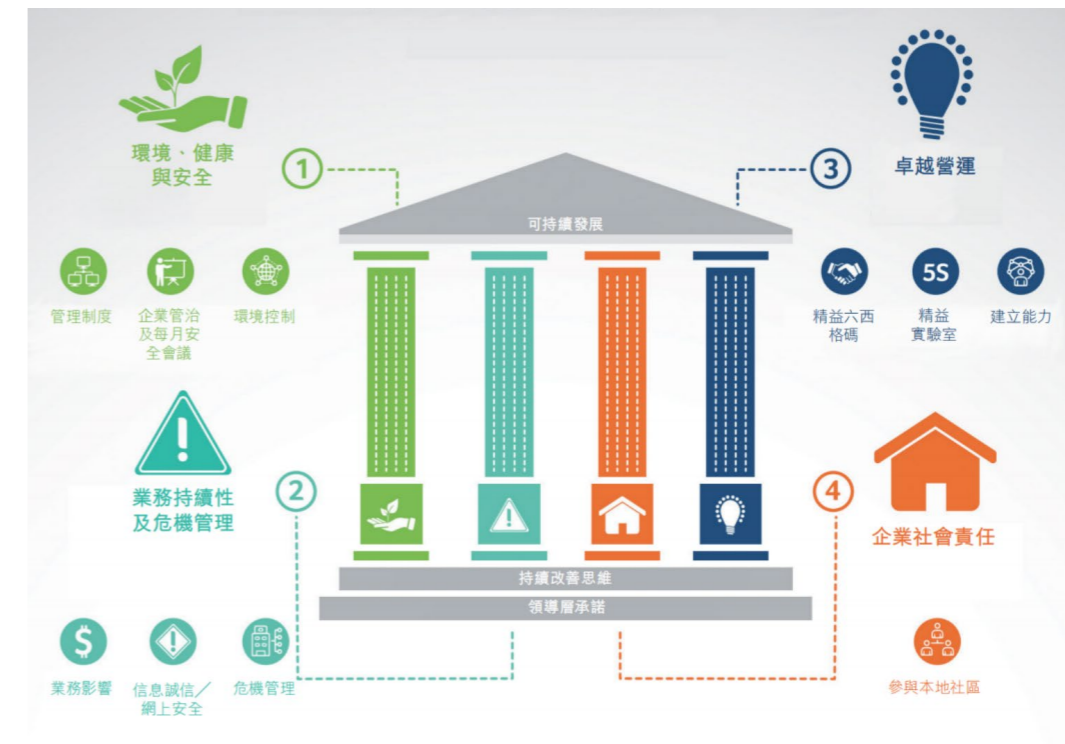 環境、健康
與安全
1
管理制度
企業管治
及每月安
全會議
環境控制
業務持續性
及危機管理
2
業務影響
信息誠信／
網上安全
危機管理
可持續發展
持續改善思維
領導層承諾
3
卓越營運
精益六西
格碼
5S
精益
實驗室
建立能力
4
企業社會責任
參與本地社區
$